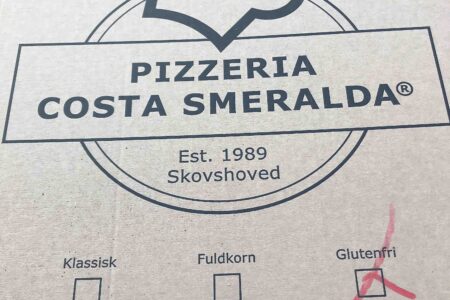 PIZZERIA
COSTA SMERALDA®
Est. 1989
Skovshoved
Klassisk Fuldkorn Glutenfri